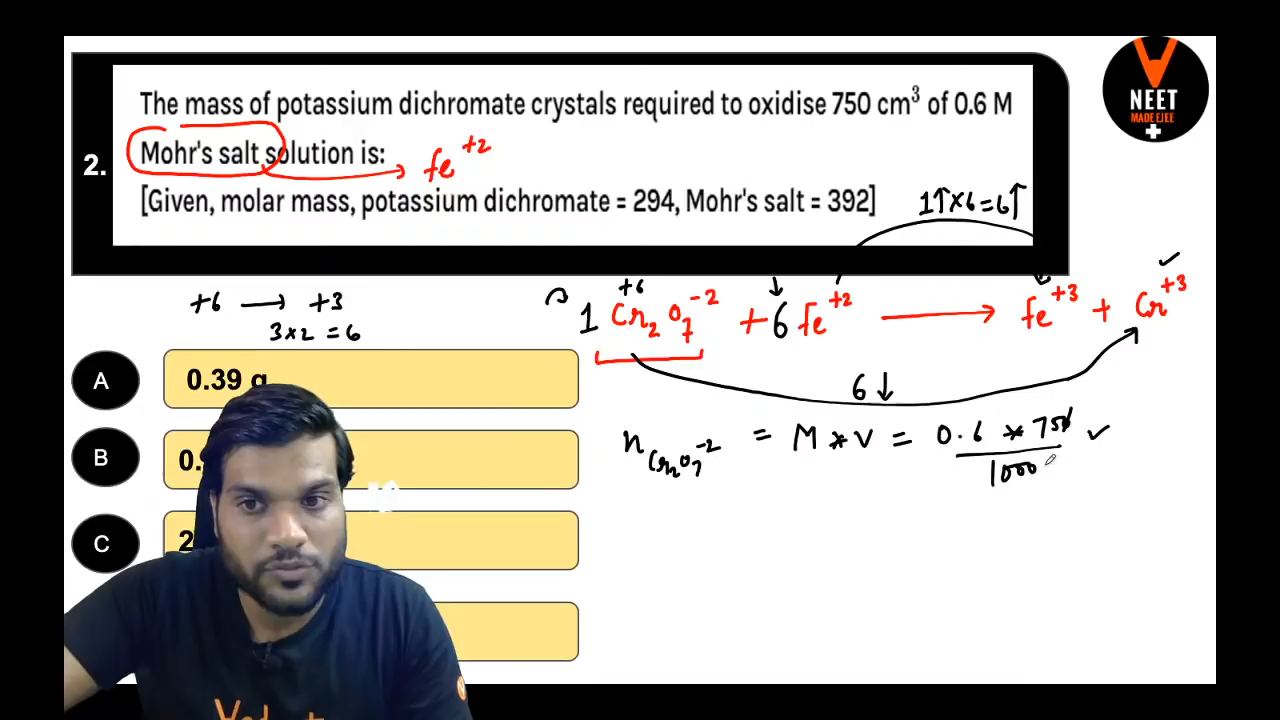 The mass of potassium dichromate crystals required to oxidise 750 cm³ of 0.6 M
2.
Mohr's salt solution is:
fe⁺²
[Given, molar mass, potassium dichromate = 294, Mohr's salt = 392]
NEET
MADE EJEE
1↑×6=6↑
+6 → +3
3×2=6
+6
1 Cr₂O₇⁻² + 6 fe⁺² → fe⁺³ + Cr⁺³
6↓
A
0.39 g
n Cr₂O₇⁻² = M * V = 0.6 * 750
1000
B
0.
C
2